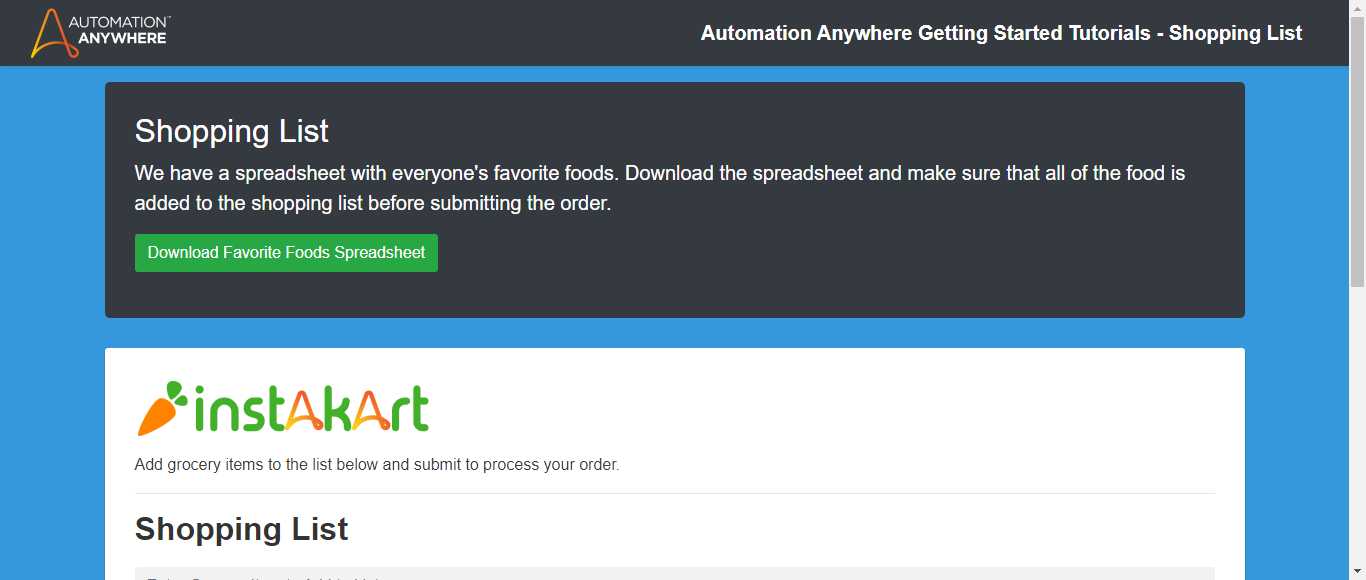 AUTOMATION™
ANYWHERE
Automation Anywhere Getting Started Tutorials - Shopping List
Shopping List
We have a spreadsheet with everyone's favorite foods. Download the spreadsheet and make sure that all of the food is
added to the shopping list before submitting the order.
Download Favorite Foods Spreadsheet
instAkArt
Add grocery items to the list below and submit to process your order.
Shopping List